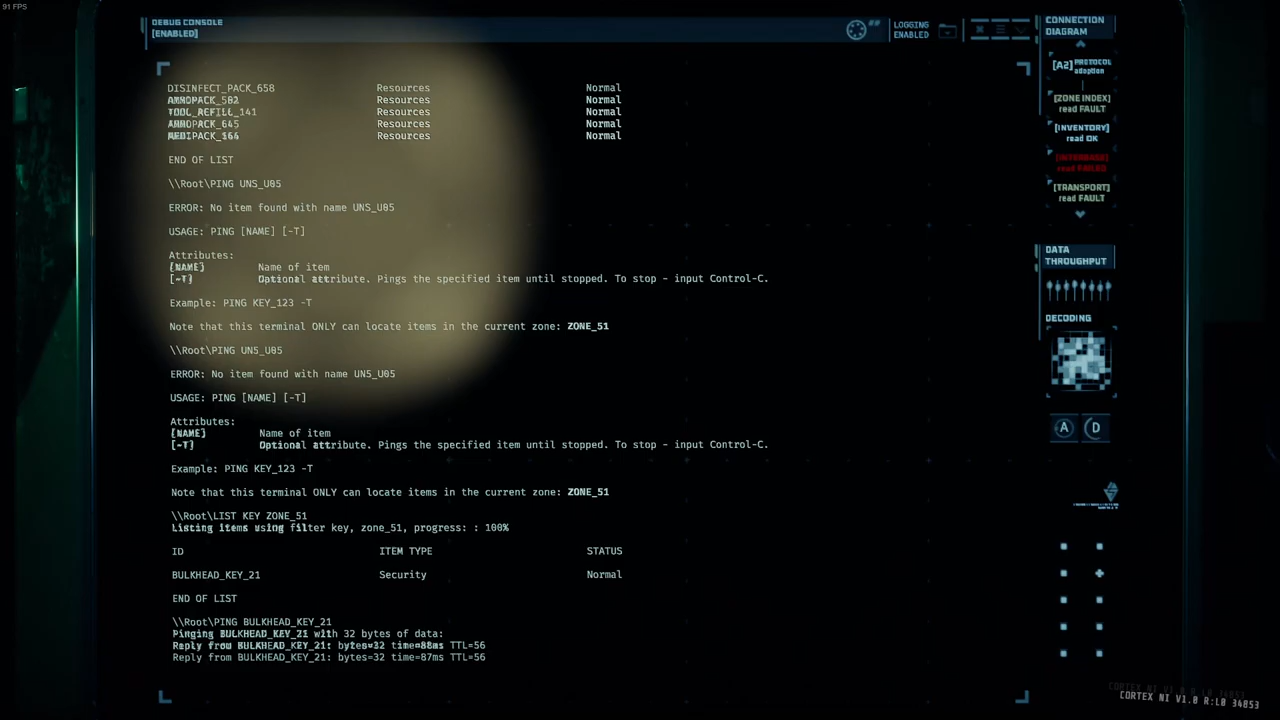 91 FPS
DEBUG CONSOLE
[ENABLED]
LOGGING
ENABLED
CONNECTION
DIAGRAM
[A2] PROTOCOL
adaption
[ZONE INDEX]
read FAULT
[INVENTORY]
read OK
[INTERBASE]
read FAILED
[TRANSPORT]
read FAULT
DATA
THROUGHPUT
DECODING
A D
DISINFECT_PACK_658 Resources Normal
AMMOPACK_582 Resources Normal
TOOL_REFILL_141 Resources Normal
AMMOPACK_645 Resources Normal
MEDIPACK_164 Resources Normal
END OF LIST
\\Root\PING UNS_U05
ERROR: No item found with name UNS_U05
USAGE: PING [NAME] [-T]
Attributes:
[NAME] Name of item
[-T] Optional attribute. Pings the specified item until stopped. To stop - input Control-C.
Example: PING KEY_123 -T
Note that this terminal ONLY can locate items in the current zone: ZONE_51
\\Root\PING UN5_U05
ERROR: No item found with name UN5_U05
USAGE: PING [NAME] [-T]
Attributes:
[NAME] Name of item
[-T] Optional attribute. Pings the specified item until stopped. To stop - input Control-C.
Example: PING KEY_123 -T
Note that this terminal ONLY can locate items in the current zone: ZONE_51
\\Root\LIST KEY ZONE_51
Listing items using filter key, zone_51, progress: : 100%
ID ITEM TYPE STATUS
BULKHEAD_KEY_21 Security Normal
END OF LIST
\\Root\PING BULKHEAD_KEY_21
Pinging BULKHEAD_KEY_21 with 32 bytes of data:
Reply from BULKHEAD_KEY_21: bytes=32 time=88ms TTL=56
Reply from BULKHEAD_KEY_21: bytes=32 time=87ms TTL=56
CORTEX NI V1.0 R:L0 34853